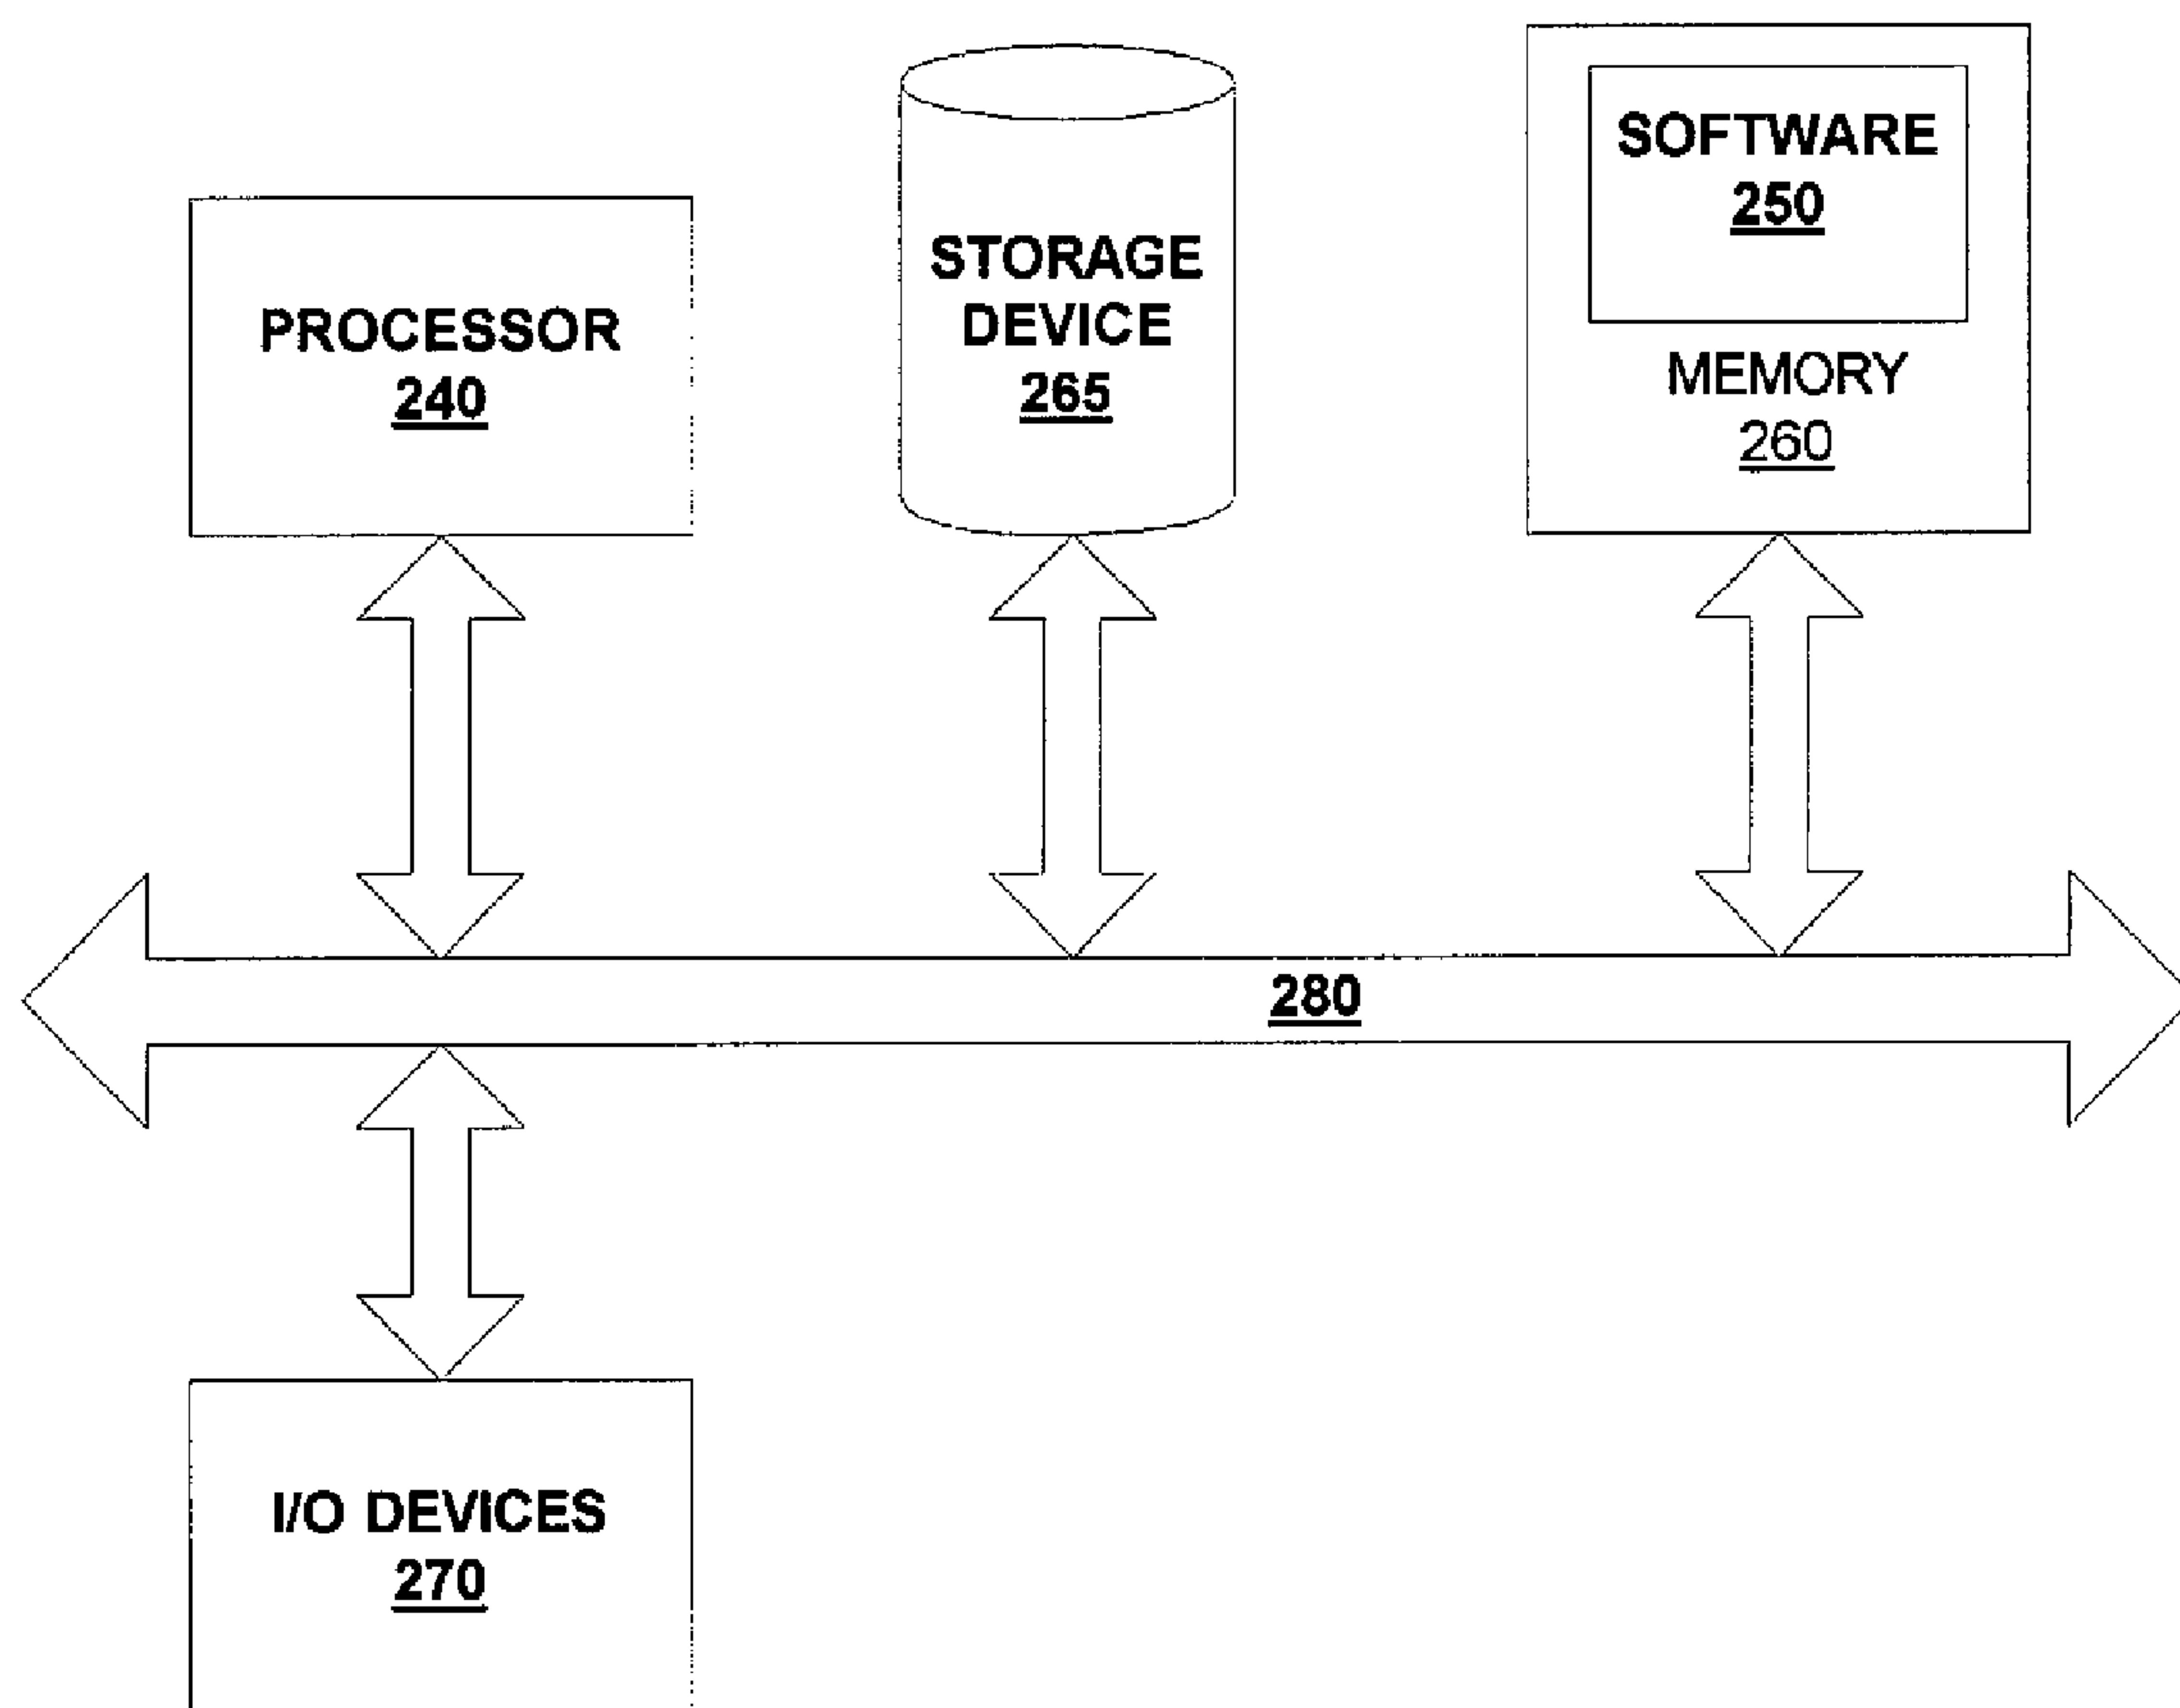 SOFTWARE
250
MEMORY
260
STORAGE
DEVICE
265
PROCESSOR
240
280
I/O DEVICES
270